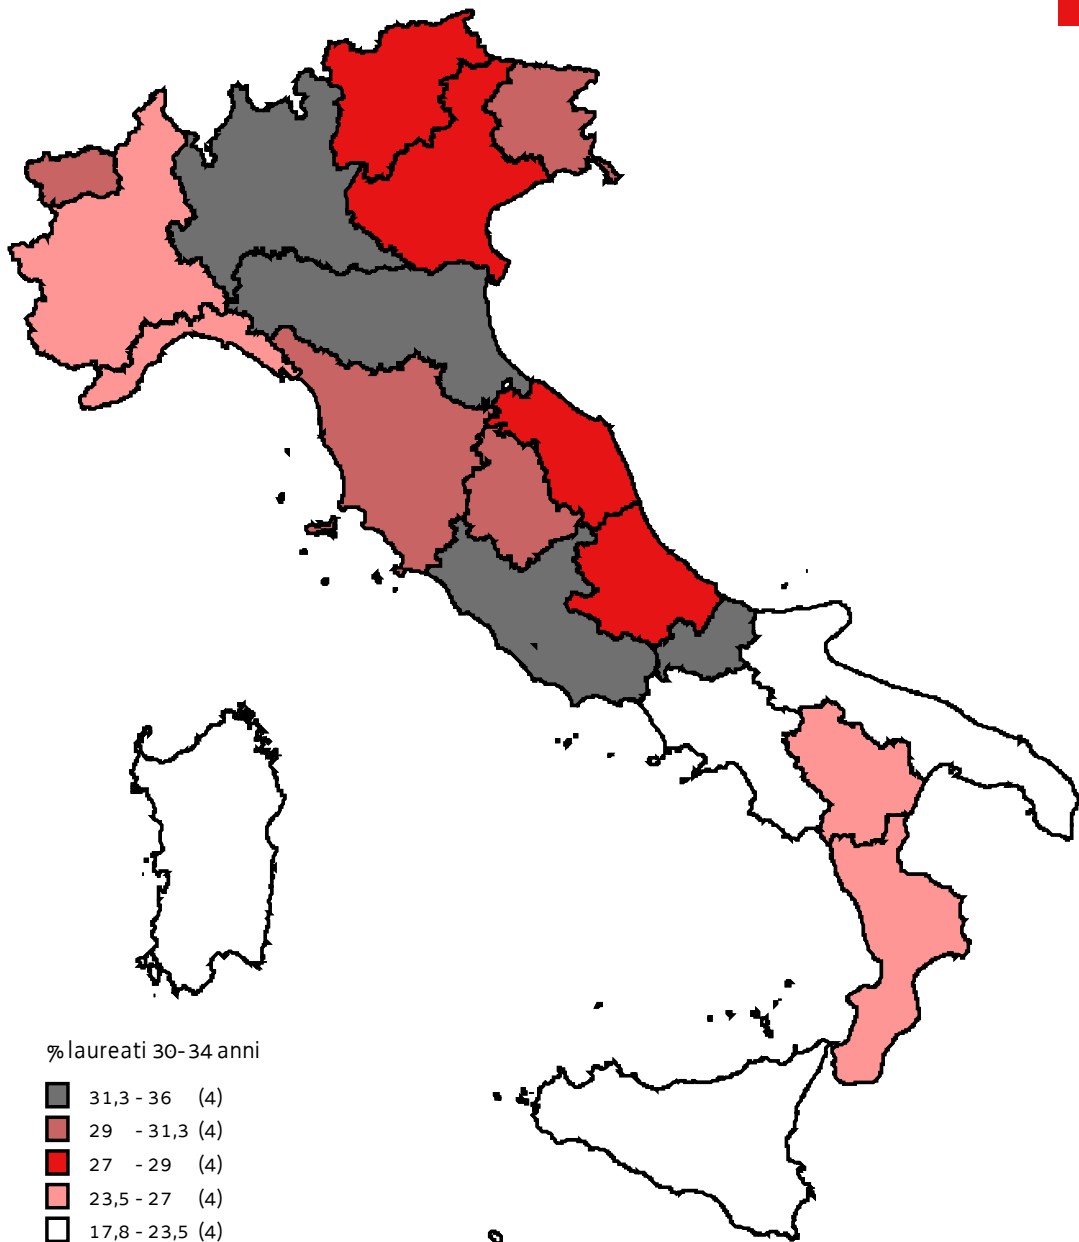 % laureati 30-34 anni
31,3 - 36 (4)
29 - 31,3 (4)
27 - 29 (4)
23,5 - 27 (4)
17,8 - 23,5 (4)